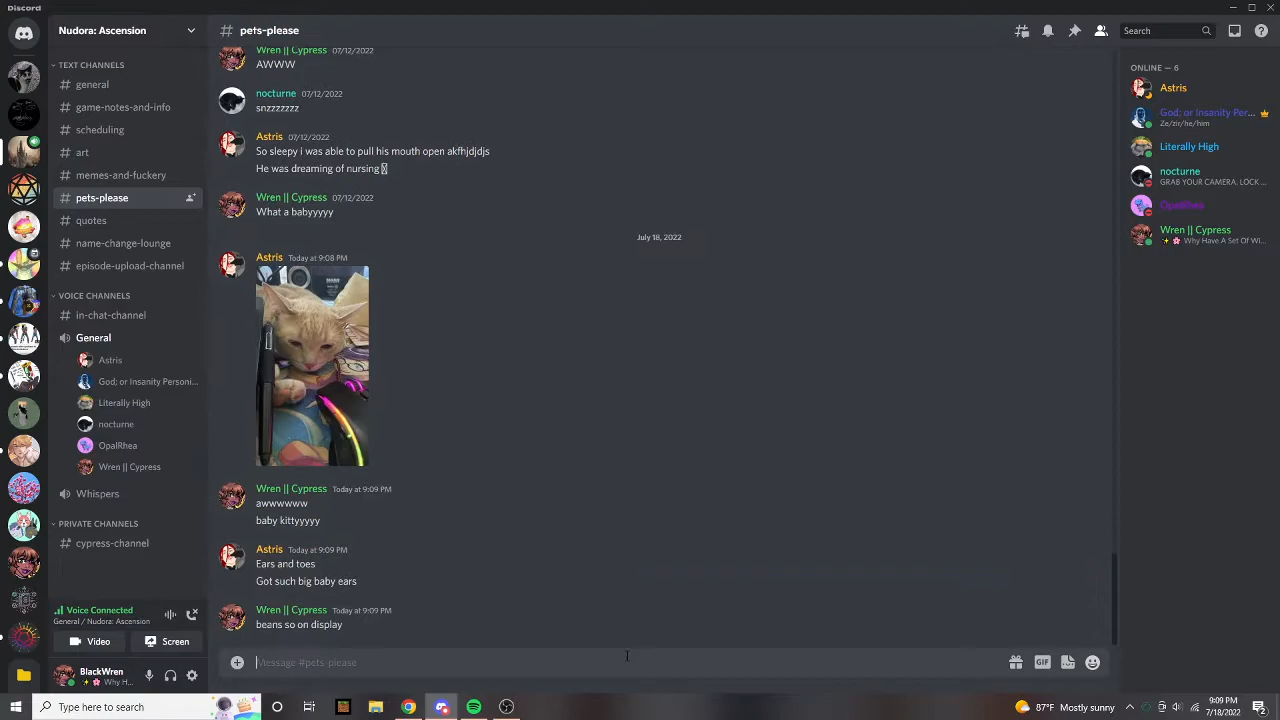 Discord
Nudora: Ascension
TEXT CHANNELS
general
game-notes-and-info
scheduling
art
memes-and-fuckery
pets-please
quotes
name-change-lounge
episode-upload-channel
VOICE CHANNELS
in-chat-channel
General
Astris
God; or Insanity Personi...
Literally High
nocturne
OpalRhea
Wren || Cypress
Whispers
PRIVATE CHANNELS
cypress-channel
Voice Connected
General / Nudora: Ascension
Video
Screen
BlackWren
Why H...
# pets-please
Wren || Cypress 07/12/2022
AWWW
nocturne 07/12/2022
snzzzzzz
Astris 07/12/2022
So sleepy i was able to pull his mouth open akfhjdjdjs
He was dreaming of nursing
Wren || Cypress 07/12/2022
What a babyyyy
July 18, 2022
Astris Today at 9:08 PM
Wren || Cypress Today at 9:09 PM
awwwwww
baby kittyyyyy
Astris Today at 9:09 PM
Ears and toes
Got such big baby ears
Wren || Cypress Today at 9:09 PM
beans so on display
Message #pets-please
GIF
Search
ONLINE — 6
Astris
God; or Insanity Per...
Ze/zir/he/him
Literally High
nocturne
GRAB YOUR CAMERA, LOCK ...
OpalRhea
Wren || Cypress
Why Have A Set Of Wi...
Type here to search
87°F Mostly sunny
9:09 PM
7/18/2022
2